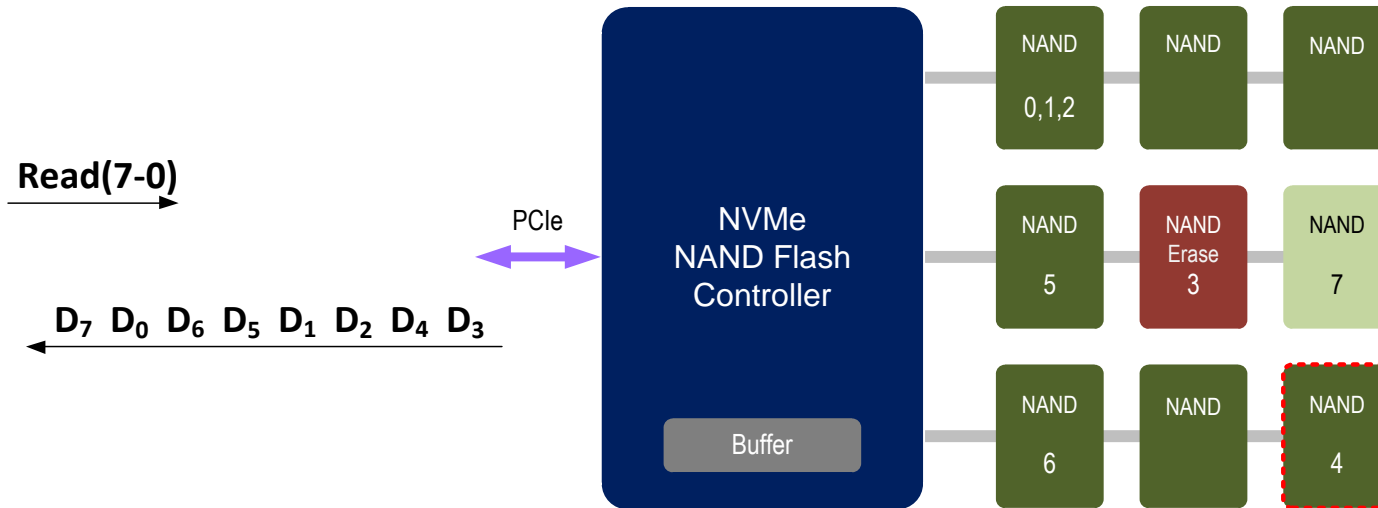 NAND
0,1,2
NAND
NAND
Read(7-0)
PCIe
NVMe
NAND Flash
Controller
NAND
5
NAND
Erase
3
NAND
7
D₇ D₀ D₆ D₅ D₁ D₂ D₄ D₃
Buffer
NAND
6
NAND
NAND
4